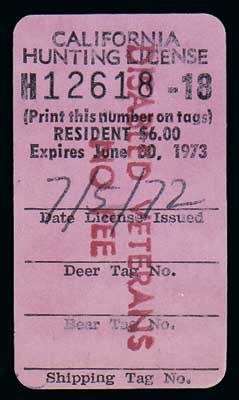 CALIFORNIA
HUNTING LICENSE
H12618-18
(Print this number on tags)
RESIDENT $6.00
Expires June 30, 1973
7/5/72
Date License Issued
Deer Tag No.
Bear Tag No.
Shipping Tag No.
DISABLED VETERANS
NO FEE